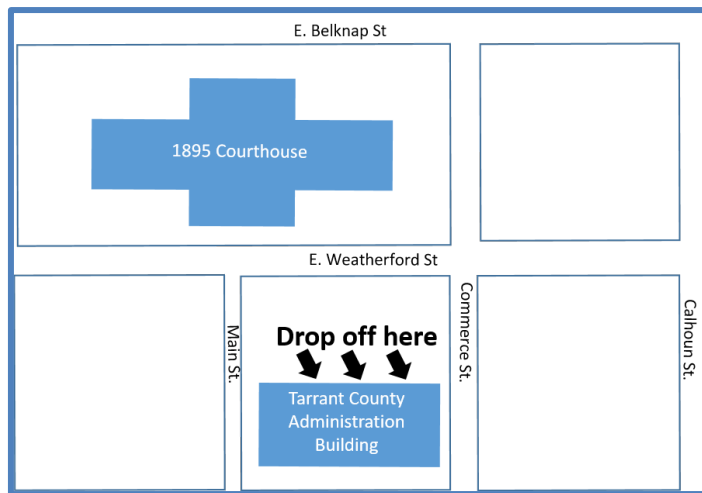 E. Belknap St
1895 Courthouse
E. Weatherford St
Main St.
Drop off here
Commerce St.
Calhoun St.
Tarrant County
Administration
Building